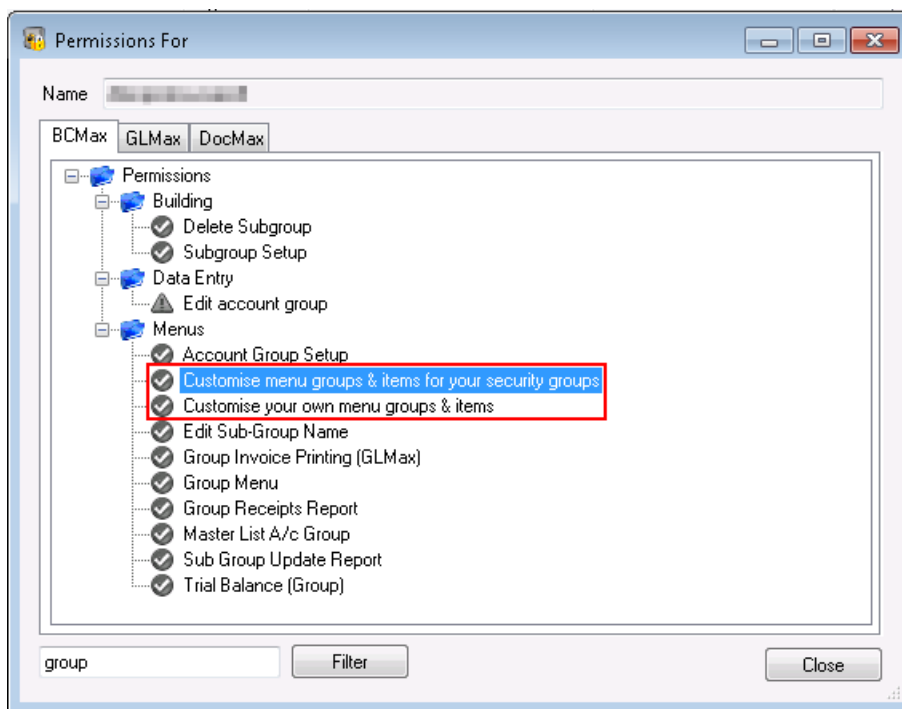 Permissions For
Name
BCMax GLMax DocMax
Permissions
Building
Delete Subgroup
Subgroup Setup
Data Entry
Edit account group
Menus
Account Group Setup
Customise menu groups & items for your security groups
Customise your own menu groups & items
Edit Sub-Group Name
Group Invoice Printing (GLMax)
Group Menu
Group Receipts Report
Master List A/c Group
Sub Group Update Report
Trial Balance (Group)
group Filter Close